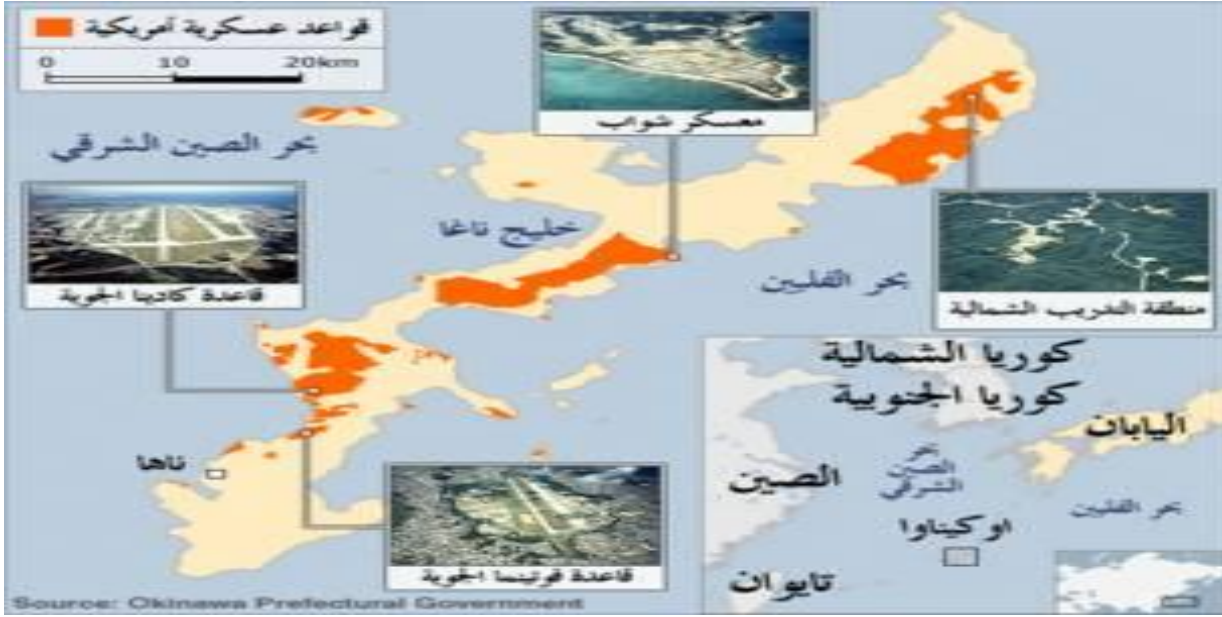 قواعد عسكرية أمريكية
0 10 20km
معسكر شواب
بحر الصين الشرقي
خليج ناغا
قاعدة كادينا الجوية
بحر الفلبين
منطقة التدريب الشمالية
ناها
قاعدة فوتينما الجوية
كوريا الشمالية
كوريا الجنوبية
اليابان
بحر
الصين
الشرقي
الصين
بحر الفلبين
اوكيناوا
تايوان
Source: Okinawa Prefectural Government